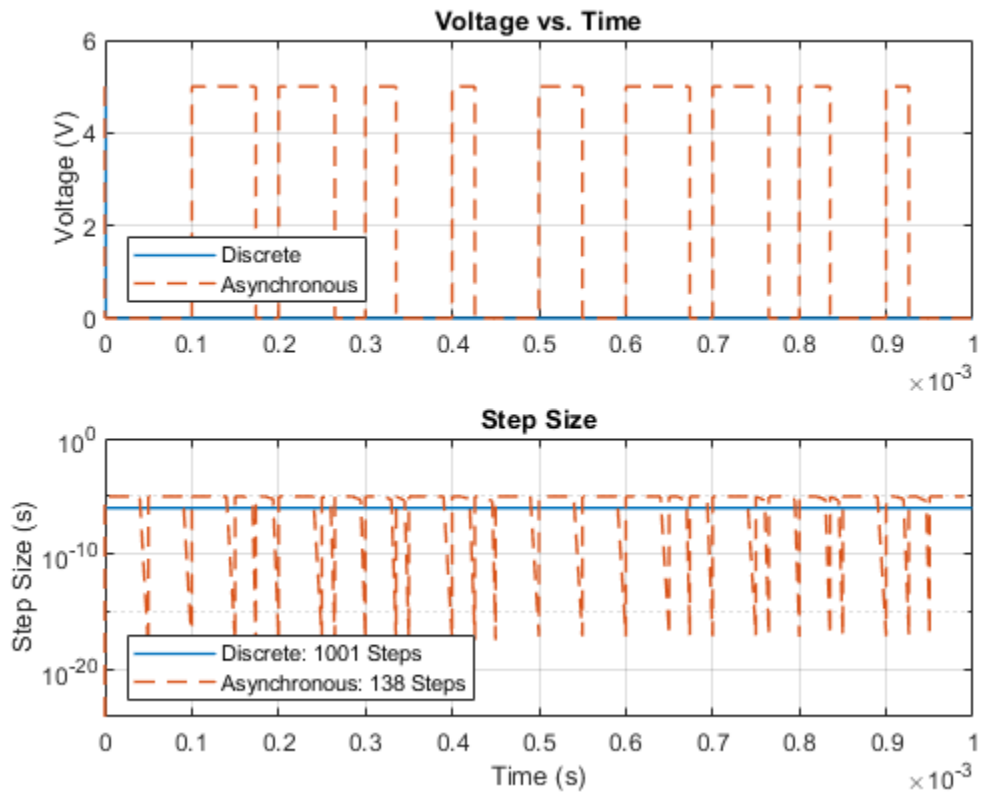 Voltage vs. Time
Voltage (V)
6
4
2
0
Discrete
Asynchronous
0 0.1 0.2 0.3 0.4 0.5 0.6 0.7 0.8 0.9 1
×10⁻³
Step Size
Step Size (s)
10⁰
10⁻¹⁰
10⁻²⁰
Discrete: 1001 Steps
Asynchronous: 138 Steps
0 0.1 0.2 0.3 0.4 0.5 0.6 0.7 0.8 0.9 1
Time (s)
×10⁻³